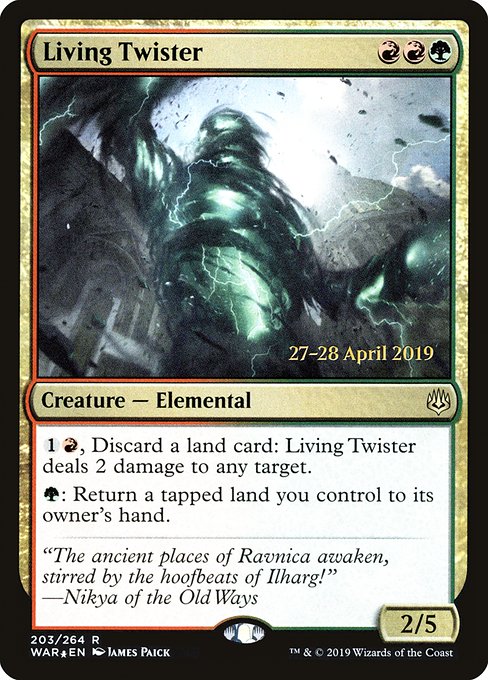 Living Twister
27–28 April 2019
Creature — Elemental
1, Discard a land card: Living Twister
deals 2 damage to any target.
: Return a tapped land you control to its
owner's hand.
“The ancient places of Ravnica awaken,
stirred by the hoofbeats of Ilharg!”
—Nikya of the Old Ways
2/5
203/264 R
WAR★EN James Paick
™ & © 2019 Wizards of the Coast